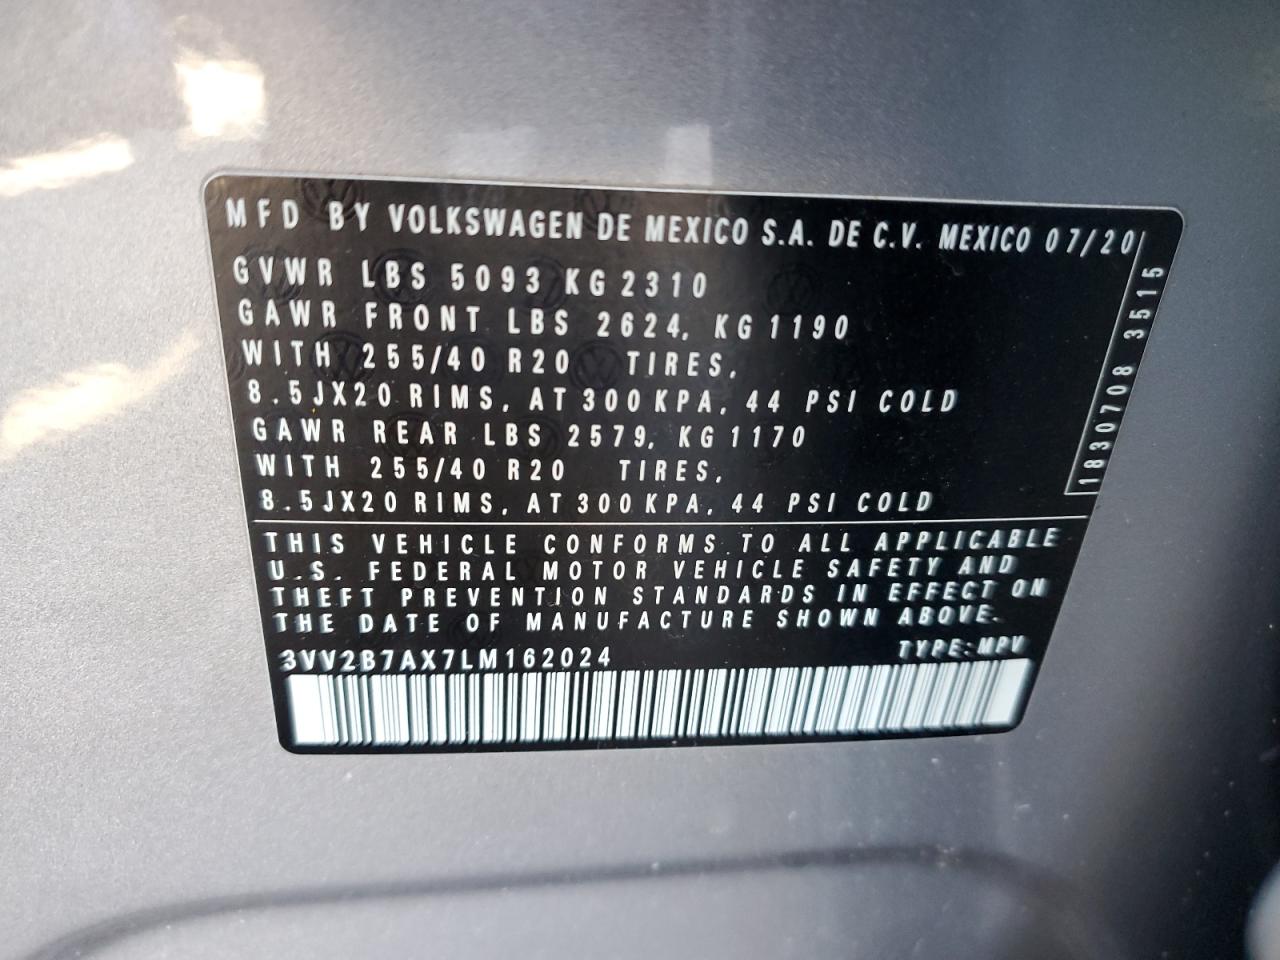 MFD BY VOLKSWAGEN DE MEXICO S.A. DE C.V. MEXICO 07/20
GVWR LBS 5093 KG 2310
GAWR FRONT LBS 2624, KG 1190
WITH 255/40 R20 TIRES,
8.5JX20 RIMS, AT 300 KPA, 44 PSI COLD
GAWR REAR LBS 2579, KG 1170
WITH 255/40 R20 TIRES,
8.5JX20 RIMS, AT 300 KPA, 44 PSI COLD
1830708 3515
THIS VEHICLE CONFORMS TO ALL APPLICABLE
U.S. FEDERAL MOTOR VEHICLE SAFETY AND
THEFT PREVENTION STANDARDS IN EFFECT ON
THE DATE OF MANUFACTURE SHOWN ABOVE.
3VV2B7AX7LM162024 TYPE: MPV